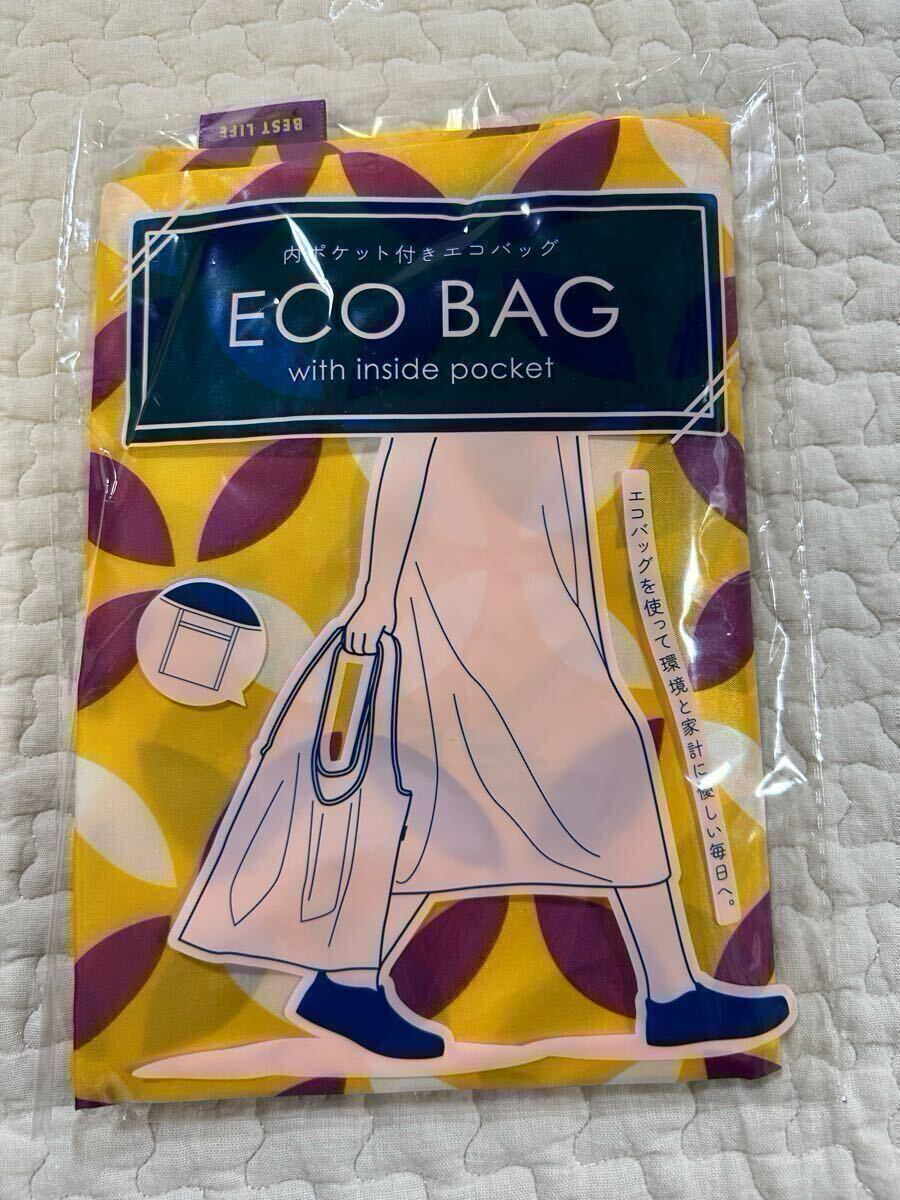 BEST LIFE
内ポケット付きエコバッグ
ECO BAG
with inside pocket
エコバッグを使って環境と家計に優しい毎日へ。